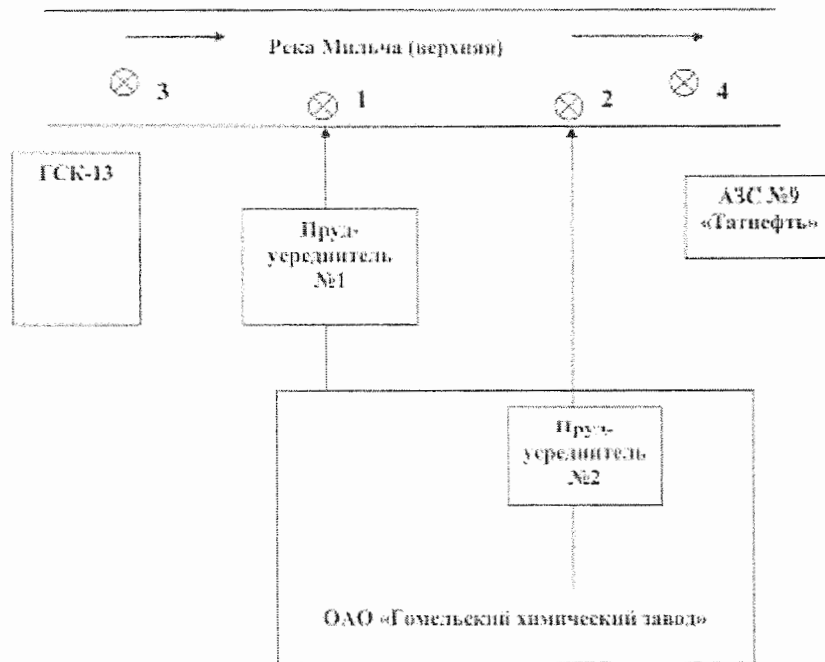 Река Мильча (верхняя)
3
1
2
4
ГСК-13
АЗС №9
«Татнефть»
Пруд-
усреднитель
№1
Пруд-
усреднитель
№2
ОАО «Гомельский химический завод»